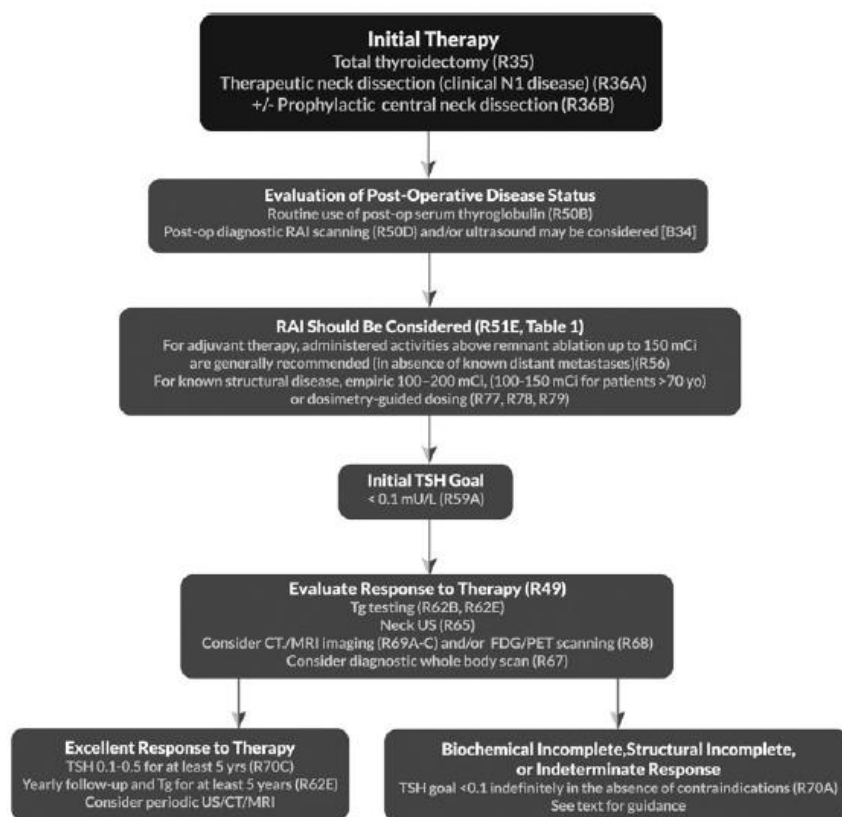 Initial Therapy
Total thyroidectomy (R35)
Therapeutic neck dissection (clinical N1 disease) (R36A)
+/- Prophylactic central neck dissection (R36B)
Evaluation of Post-Operative Disease Status
Routine use of post-op serum thyroglobulin (R50B)
Post-op diagnostic RAI scanning (R50D) and/or ultrasound may be considered [B34]
RAI Should Be Considered (R51E, Table 1)
For adjuvant therapy, administered activities above remnant ablation up to 150 mCi
are generally recommended (in absence of known distant metastases)(R56)
For known structural disease, empiric 100–200 mCi, (100-150 mCi for patients >70 yo)
or dosimetry-guided dosing (R77, R78, R79)
Initial TSH Goal
< 0.1 mU/L (R59A)
Evaluate Response to Therapy (R49)
Tg testing (R62B, R62E)
Neck US (R65)
Consider CT./MRI imaging (R69A-C) and/or FDG/PET scanning (R68)
Consider diagnostic whole body scan (R67)
Excellent Response to Therapy
TSH 0.1-0.5 for at least 5 yrs (R70C)
Yearly follow-up and Tg for at least 5 years (R62E)
Consider periodic US/CT/MRI
Biochemical Incomplete,Structural Incomplete,
or Indeterminate Response
TSH goal <0.1 indefinitely in the absence of contraindications (R70A)
See text for guidance